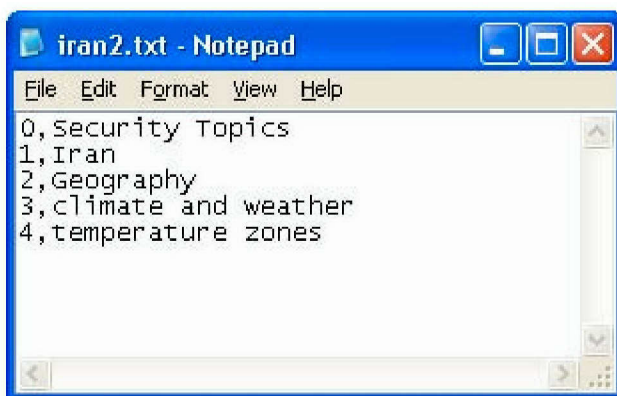 iran2.txt - Notepad
File Edit Format View Help
0,Security Topics
1,Iran
2,Geography
3,climate and weather
4,temperature zones